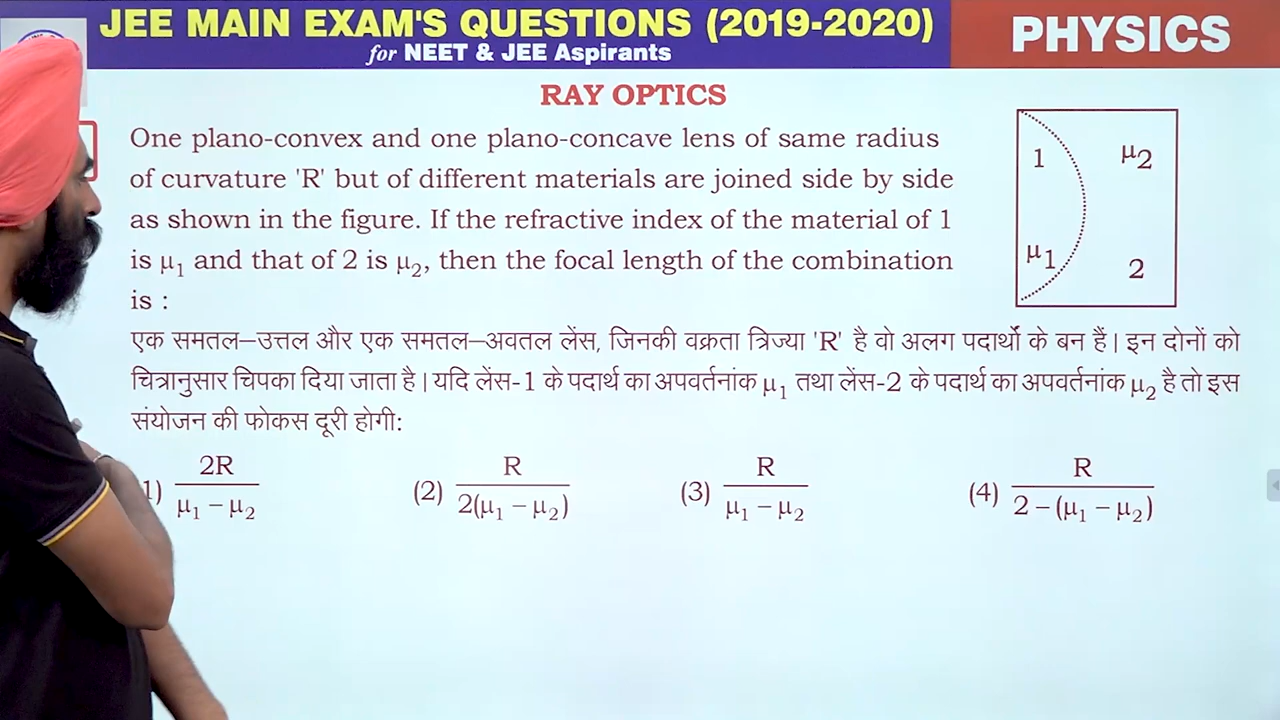 JEE MAIN EXAM'S QUESTIONS (2019-2020)
for NEET & JEE Aspirants
PHYSICS
RAY OPTICS
One plano-convex and one plano-concave lens of same radius
of curvature 'R' but of different materials are joined side by side
as shown in the figure. If the refractive index of the material of 1
is μ₁ and that of 2 is μ₂, then the focal length of the combination
is :
1 μ₂
μ₁ 2
एक समतल–उत्तल और एक समतल–अवतल लेंस, जिनकी वक्रता त्रिज्या 'R' है वो अलग पदार्थों के बन हैं। इन दोनों को
चित्रानुसार चिपका दिया जाता है। यदि लेंस-1 के पदार्थ का अपवर्तनांक μ₁ तथा लेंस-2 के पदार्थ का अपवर्तनांक μ₂ है तो इस
संयोजन की फोकस दूरी होगी:
1) 2R / μ₁ − μ₂ (2) R / 2(μ₁ − μ₂) (3) R / μ₁ − μ₂ (4) R / 2 − (μ₁ − μ₂)